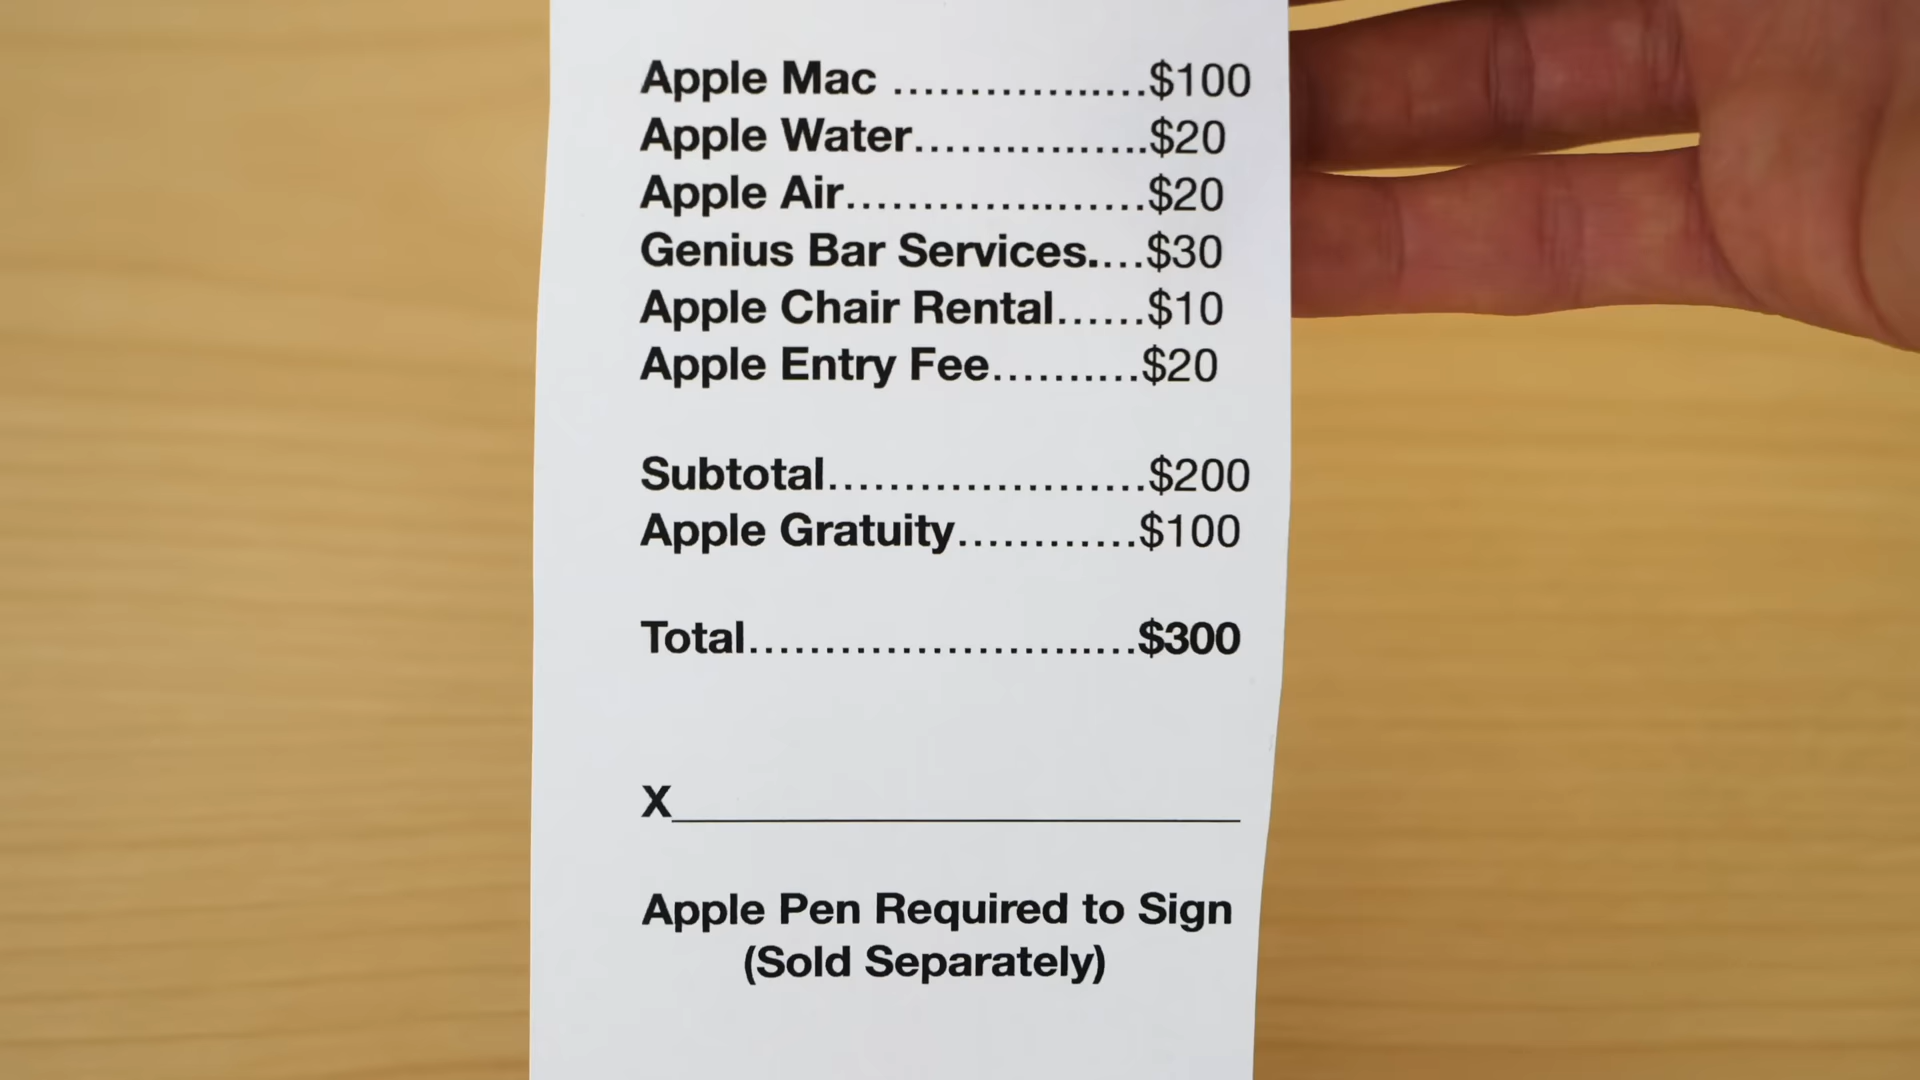 Apple Mac ................$100
Apple Water...............$20
Apple Air....................$20
Genius Bar Services....$30
Apple Chair Rental......$10
Apple Entry Fee..........$20
Subtotal.....................$200
Apple Gratuity............$100
Total..........................$300
X______________________
Apple Pen Required to Sign
(Sold Separately)